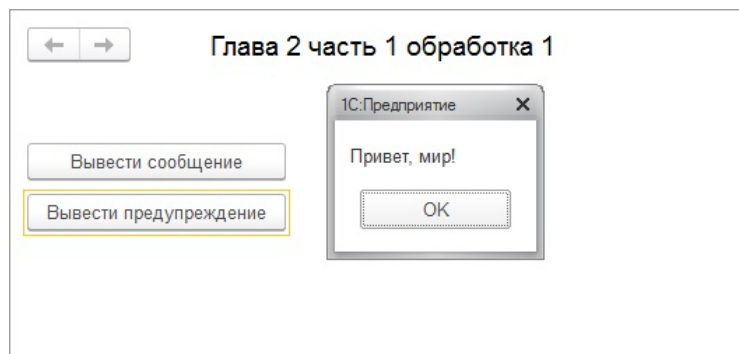 Глава 2 часть 1 обработка 1
1С:Предприятие
Привет, мир!
OK
Вывести сообщение
Вывести предупреждение